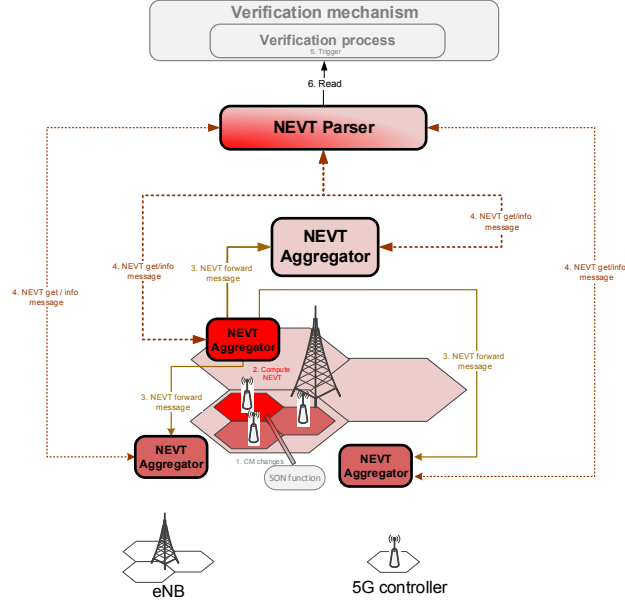 Verification mechanism
Verification process
5. Trigger
6. Read
NEVT Parser
4. NEVT get/info
message
NEVT
Aggregator
3. NEVT forward
message
4. NEVT get/info
message
4. NEVT get / info
message
4. NEVT get/info
message
NEVT
Aggregator
2. Compute
NEVT
3. NEVT forward
message
3. NEVT forward
message
NEVT
Aggregator
1. CM changes
SON function
NEVT
Aggregator
eNB
5G controller